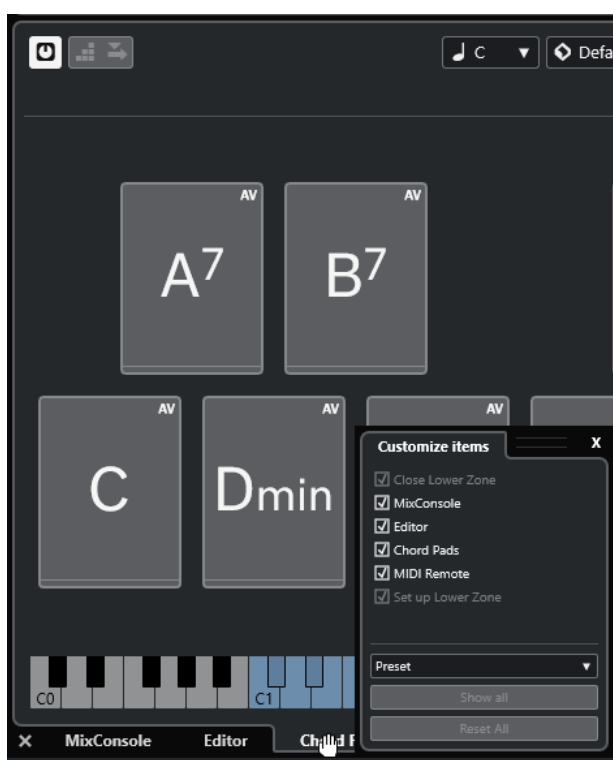 C
Defa
AV
AV
A7
B7
AV
AV
AV
C
Dmin
Customize items
X
Close Lower Zone
MixConsole
Editor
Chord Pads
MIDI Remote
Set up Lower Zone
Preset
Show all
Reset All
C0
C1
MixConsole
Editor